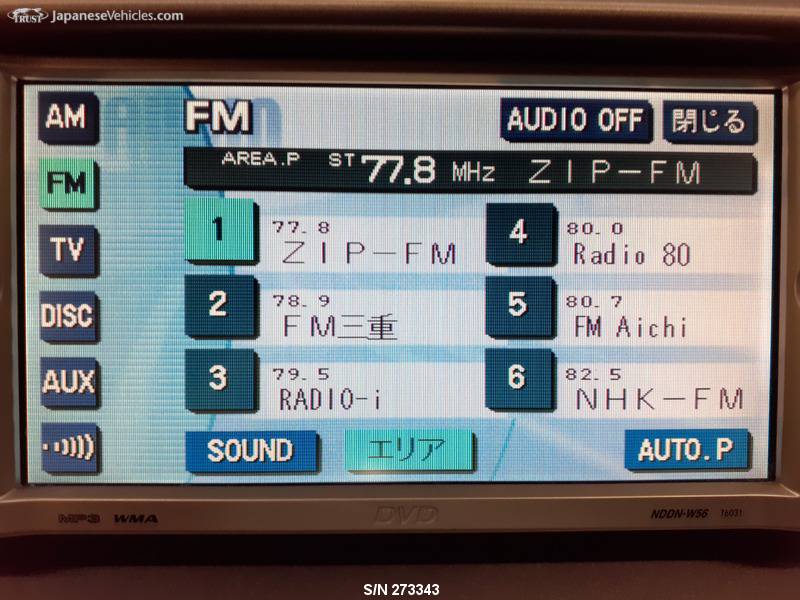 TRUST JapaneseVehicles.com
AM
FM
AUDIO OFF
閉じる
FM
AREA.P ST 77.8 MHz ＺＩＰ－ＦＭ
TV
DISC
AUX
1
77.8
ＺＩＰ－ＦＭ
2
78.9
ＦＭ三重
3
79.5
RADIO-i
4
80.0
Radio 80
5
80.7
FM Aichi
6
82.5
ＮＨＫ－ＦＭ
SOUND
エリア
AUTO.P
MP3 WMA
DVD
NDDN-W56 16031
S/N 273343